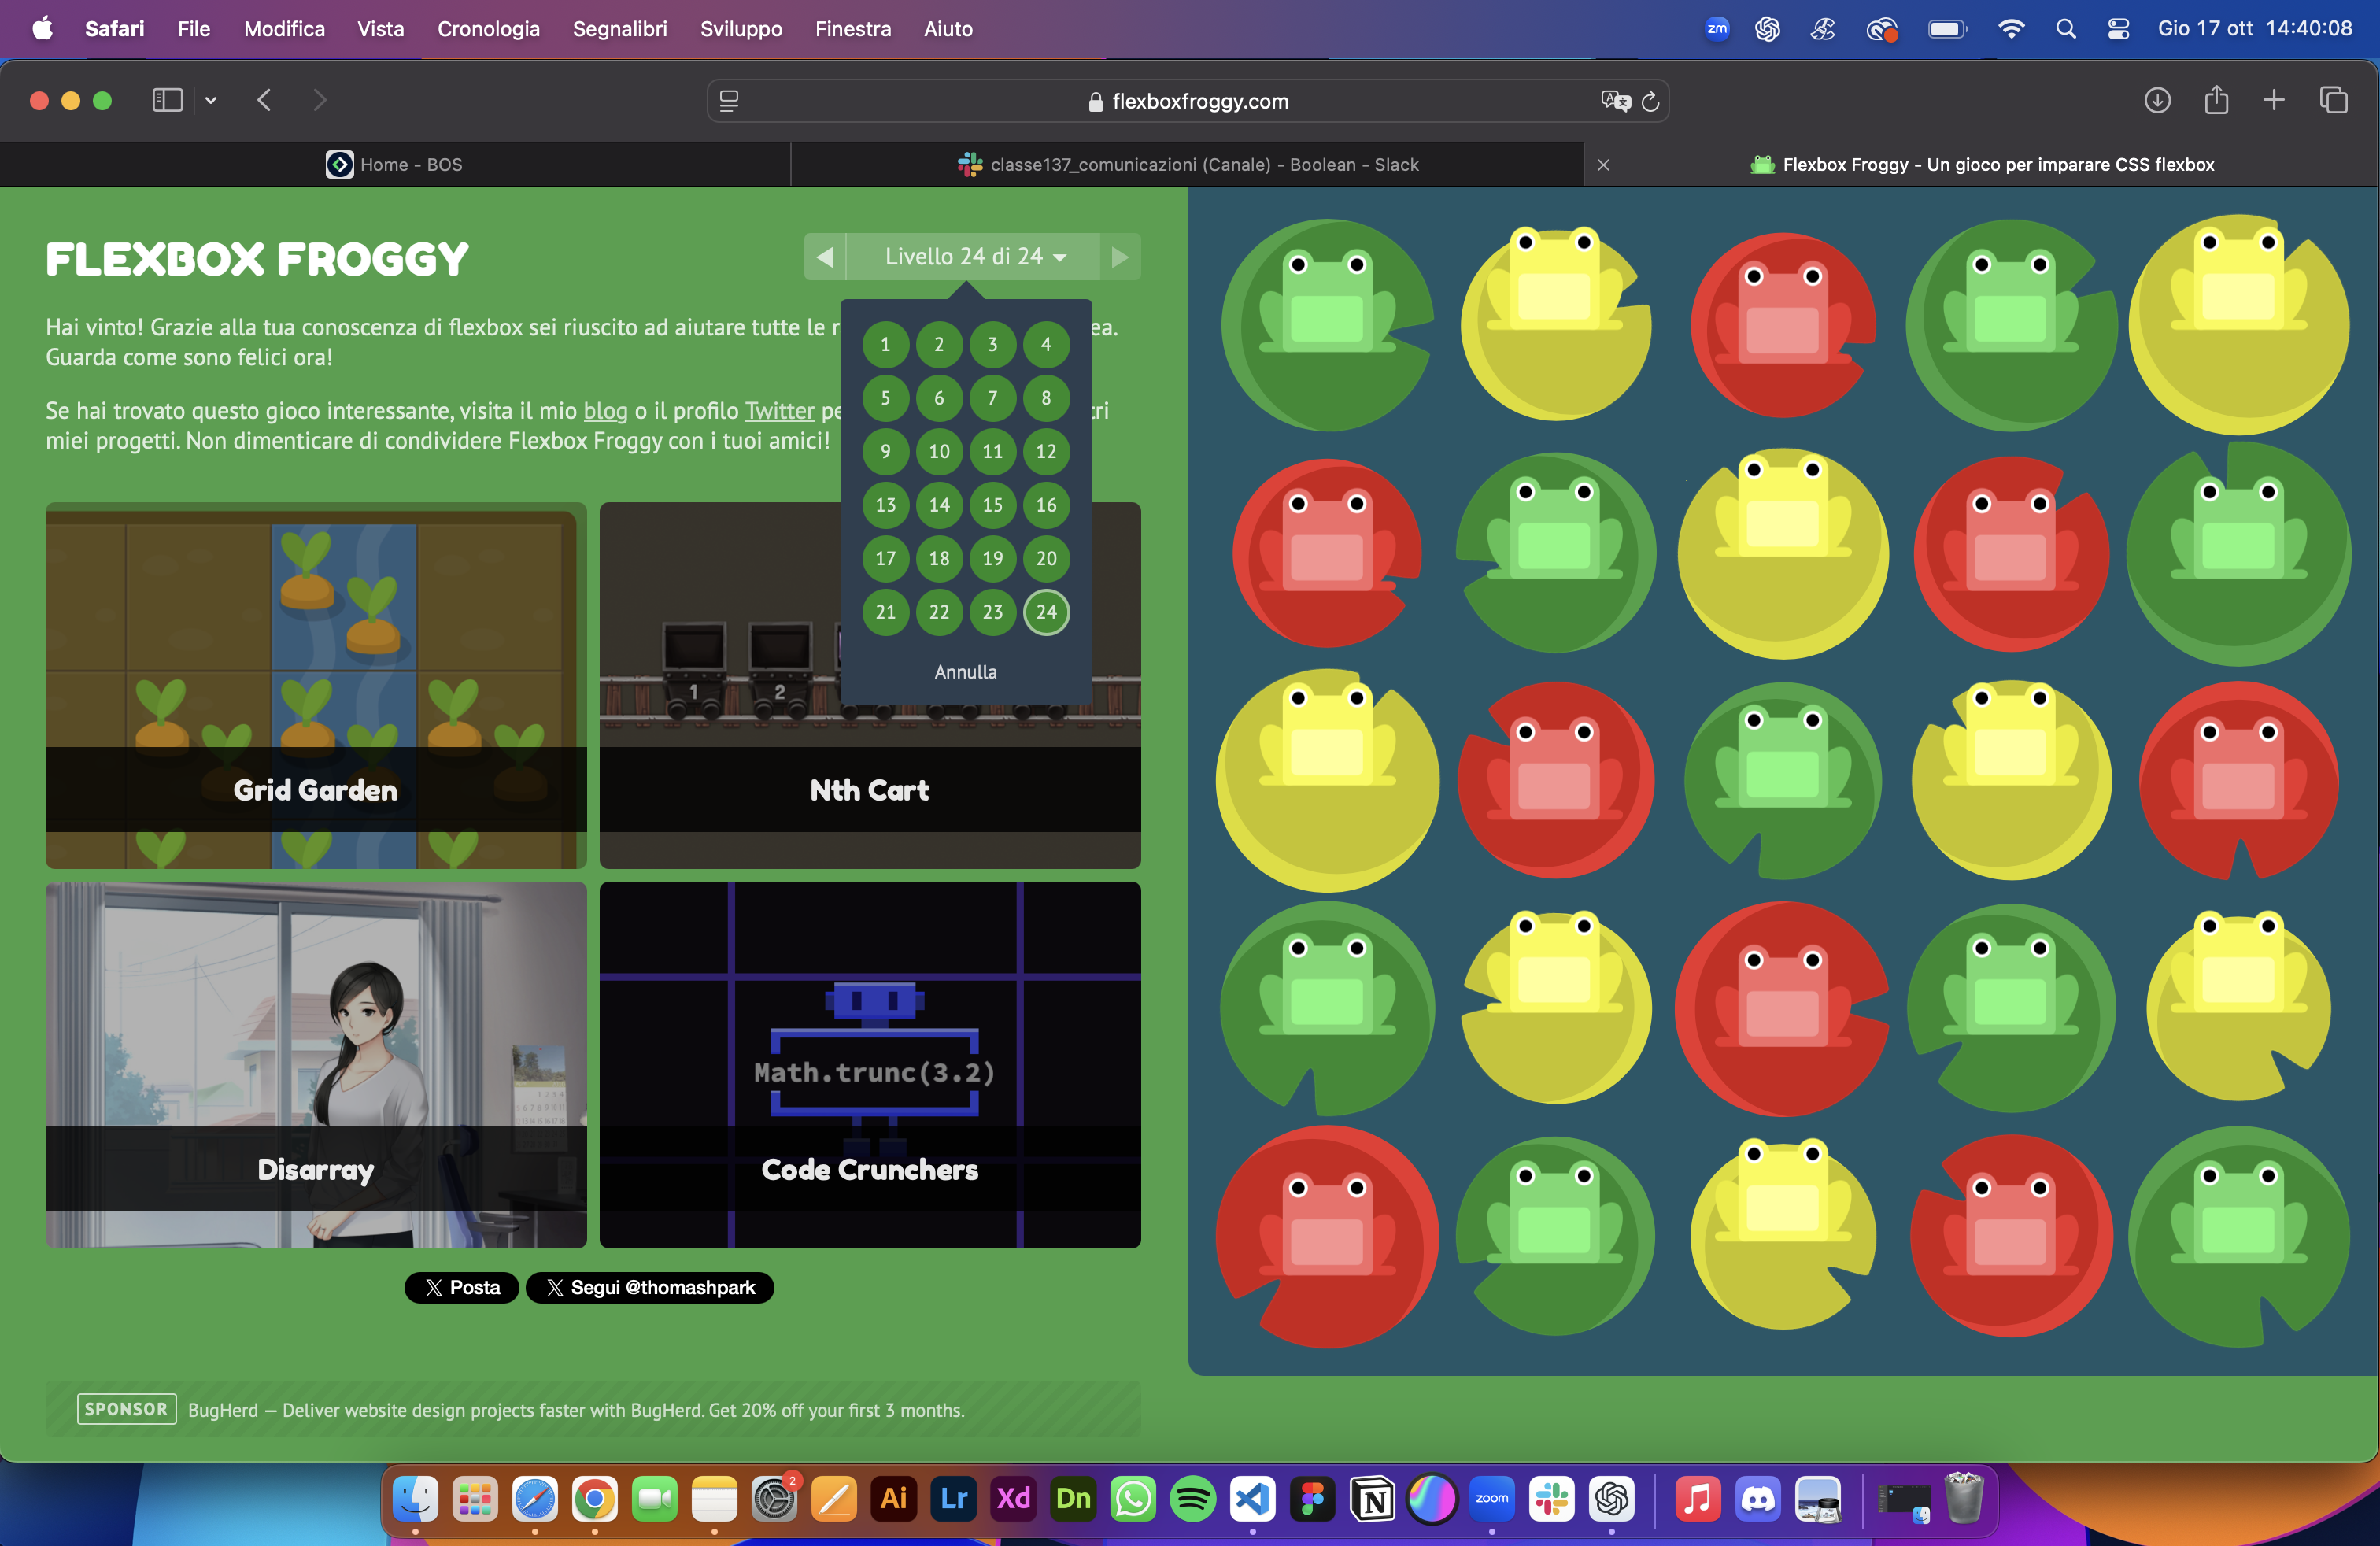 Safari File Modifica Vista Cronologia Segnalibri Sviluppo Finestra Aiuto
zm
Gio 17 ott 14:40:08
flexboxfroggy.com
Home - BOS
classe137_comunicazioni (Canale) - Boolean - Slack
Flexbox Froggy - Un gioco per imparare CSS flexbox
FLEXBOX FROGGY
Livello 24 di 24
Hai vinto! Grazie alla tua conoscenza di flexbox sei riuscito ad aiutare tutte le r
ea.
Guarda come sono felici ora!
Se hai trovato questo gioco interessante, visita il mio blog o il profilo Twitter pe
tri
miei progetti. Non dimenticare di condividere Flexbox Froggy con i tuoi amici!
1 2 3 4
5 6 7 8
9 10 11 12
13 14 15 16
17 18 19 20
21 22 23 24
Annulla
1 2
Grid Garden
Nth Cart
Math.trunc(3.2)
Disarray
Code Crunchers
Posta
Segui @thomashpark
SPONSOR BugHerd — Deliver website design projects faster with BugHerd. Get 20% off your first 3 months.
2
Ai Lr Xd Dn N zoom